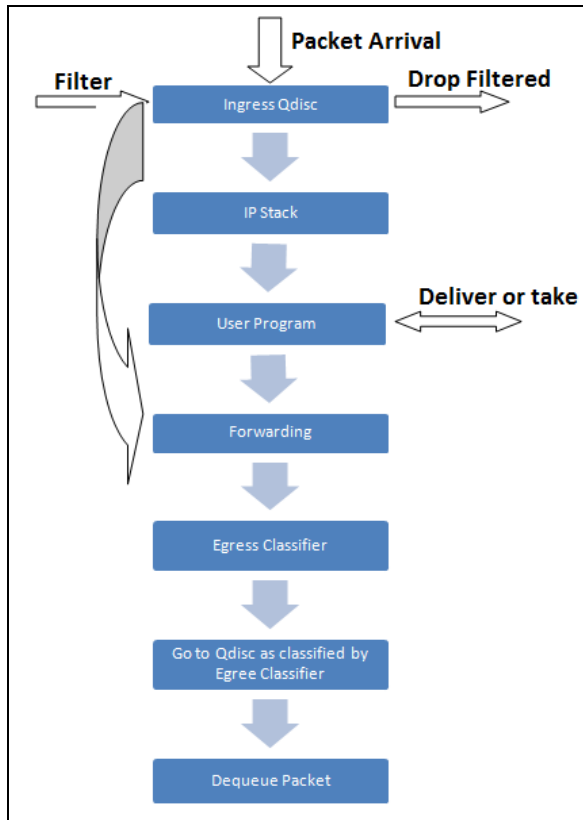 Packet Arrival
Filter
Drop Filtered
Ingress Qdisc
IP Stack
Deliver or take
User Program
Forwarding
Egress Classifier
Go to Qdisc as classified by
Egree Classifier
Dequeue Packet